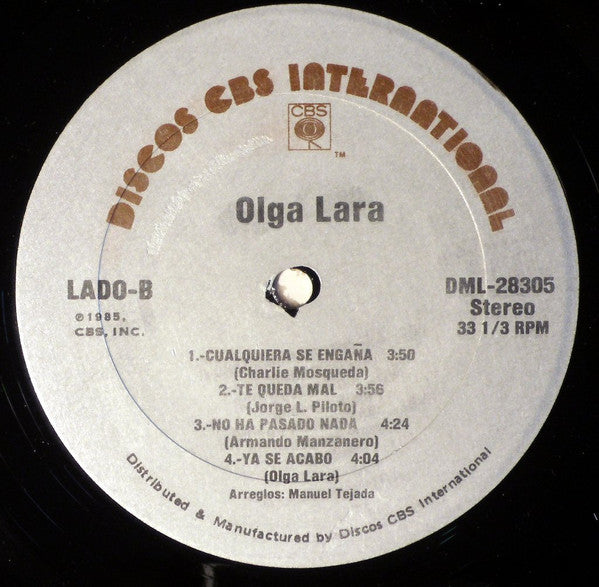 DISCOS CBS INTERNATIONAL
CBS
TM
Olga Lara
LADO-B
℗1985,
CBS, INC.
DML-28305
Stereo
33 1/3 RPM
1.-CUALQUIERA SE ENGAÑA 3:50
(Charlie Mosqueda)
2.-TE QUEDA MAL 3:56
(Jorge L. Piloto)
3.-NO HA PASADO NADA 4:24
(Armando Manzanero)
4.-YA SE ACABO 4:04
(Olga Lara)
Arreglos: Manuel Tejada
Distributed & Manufactured by Discos CBS International